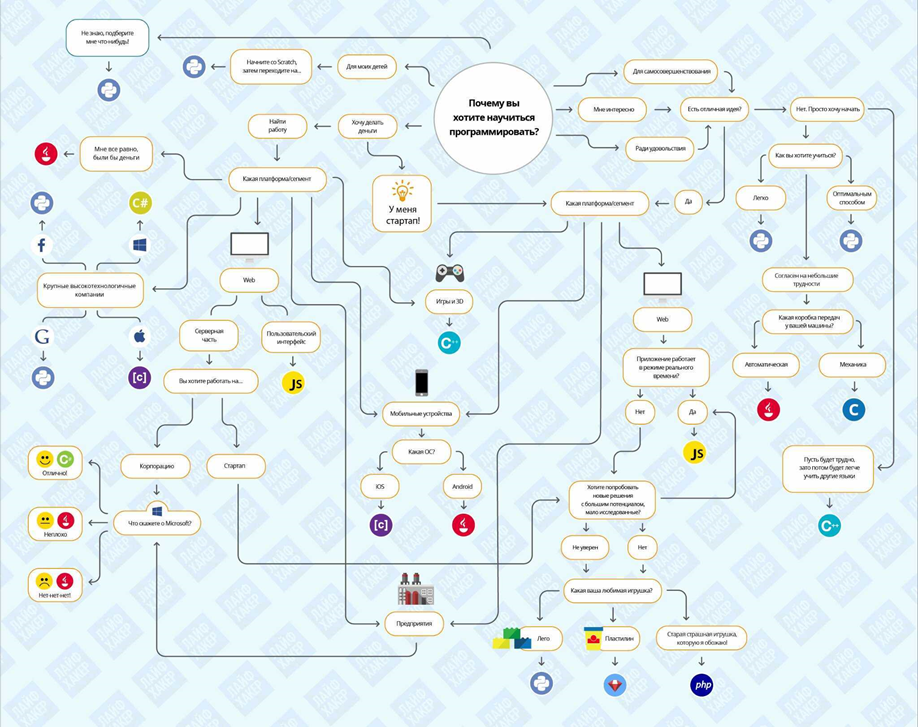 Не знаю, подберите
мне что-нибудь!
Начните со Scratch,
затем переходите на...
Для моих детей
Почему вы
хотите научиться
программировать?
Для самосовершенствования
Мне интересно
Ради удовольствия
Есть отличная идея?
Нет. Просто хочу начать
Найти
работу
Хочу делать
деньги
Мне все равно,
были бы деньги
Какая платформа/сегмент
У меня
стартап!
Какая платформа/сегмент
Да
Как вы хотите учиться?
Легко
Оптимальным
способом
C#
f
Крупные высокотехнологичные
компании
G
[c]
Web
Серверная
часть
Пользовательский
интерфейс
JS
Вы хотите работать на...
Корпорацию
Стартап
Что скажете о Microsoft?
C+
Отлично!
Неплохо
Нет-нет-нет!
Игры и 3D
C++
Мобильные устройства
Какая ОС?
iOS
Android
[c]
Предприятия
Web
Приложение работает
в режиме реального
времени?
Нет
Да
JS
Хотите попробовать
новые решения
с большим потенциалом,
мало исследованные?
Не уверен
Нет
Какая ваша любимая игрушка?
Лего
Пластилин
Старая страшная игрушка,
которую я обожаю!
php
Согласен на небольшие
трудности
Какая коробка передач
у вашей машины?
Автоматическая
Механика
C
Пусть будет трудно,
зато потом будет легче
учить другие языки
C++
ЛАЙФ
ХАКЕР